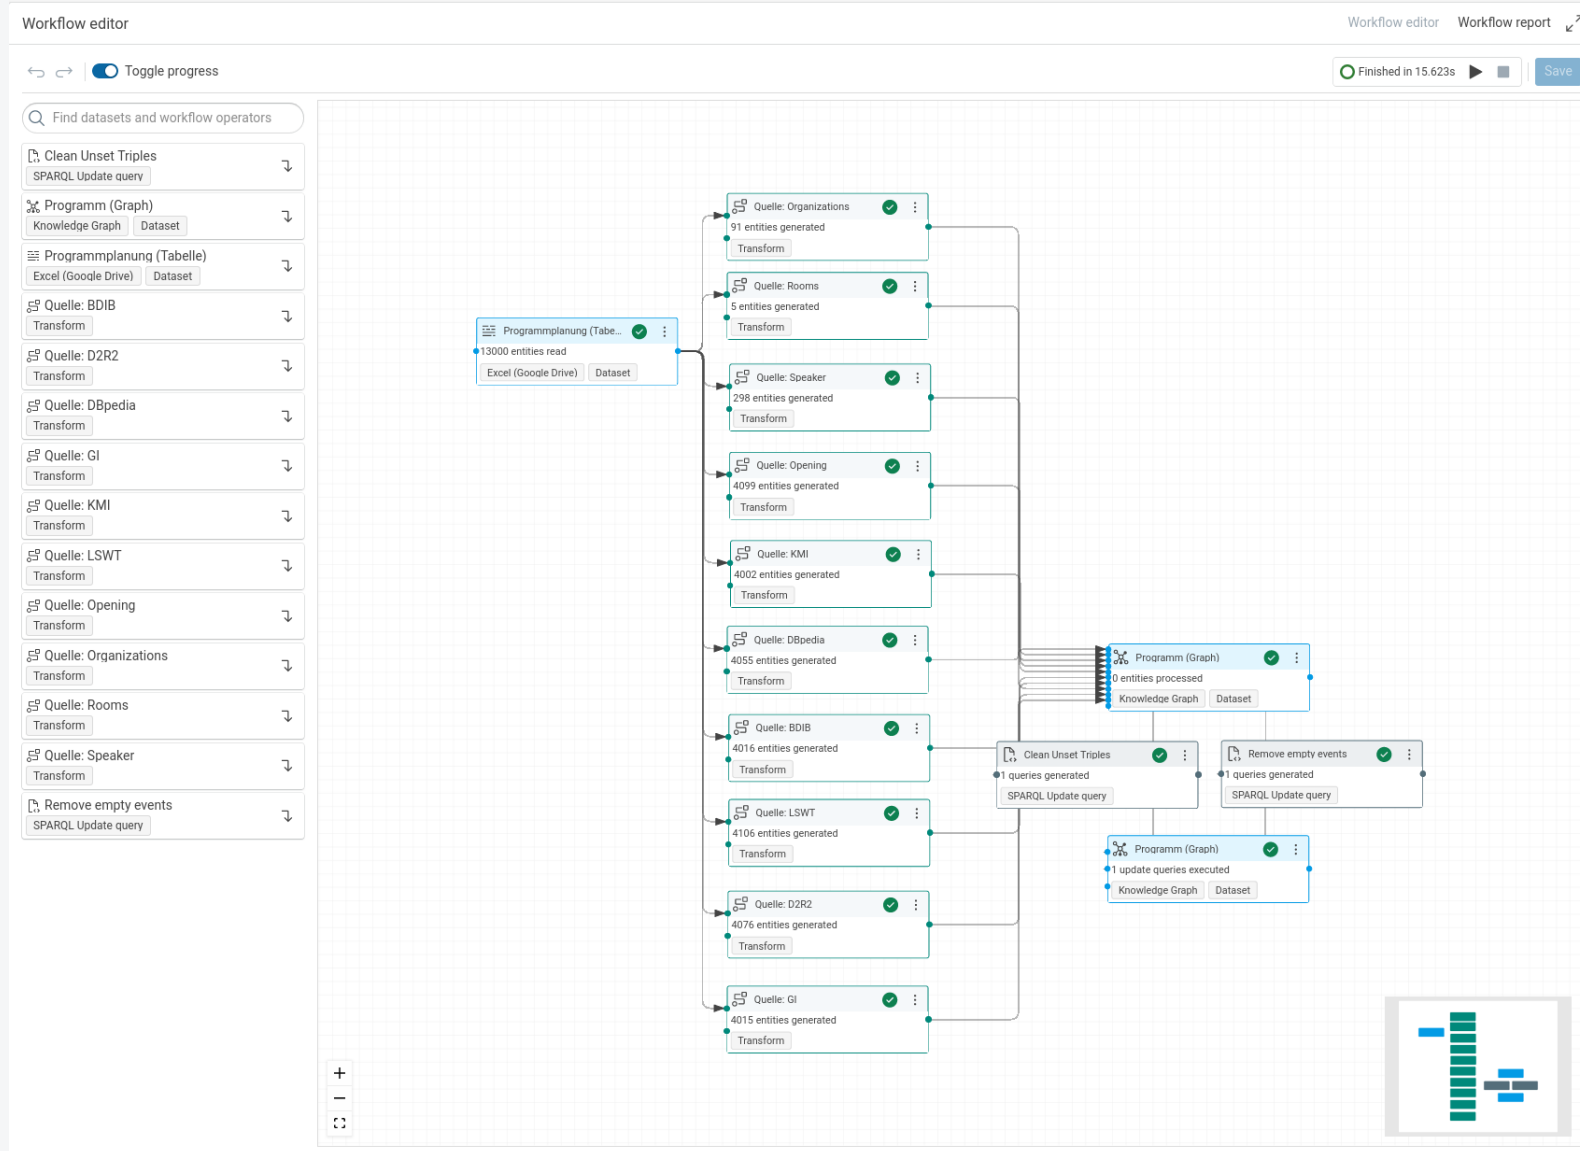 Workflow editor
Workflow editor
Workflow report
Toggle progress
Finished in 15.623s
Save
Find datasets and workflow operators
Clean Unset Triples
SPARQL Update query
Programm (Graph)
Knowledge Graph Dataset
Programmplanung (Tabelle)
Excel (Google Drive) Dataset
Quelle: BDIB
Transform
Quelle: D2R2
Transform
Quelle: DBpedia
Transform
Quelle: GI
Transform
Quelle: KMI
Transform
Quelle: LSWT
Transform
Quelle: Opening
Transform
Quelle: Organizations
Transform
Quelle: Rooms
Transform
Quelle: Speaker
Transform
Remove empty events
SPARQL Update query
Programmplanung (Tabe...
13000 entities read
Excel (Google Drive) Dataset
Quelle: Organizations
91 entities generated
Transform
Quelle: Rooms
5 entities generated
Transform
Quelle: Speaker
298 entities generated
Transform
Quelle: Opening
4099 entities generated
Transform
Quelle: KMI
4002 entities generated
Transform
Quelle: DBpedia
4055 entities generated
Transform
Quelle: BDIB
4016 entities generated
Transform
Quelle: LSWT
4106 entities generated
Transform
Quelle: D2R2
4076 entities generated
Transform
Quelle: GI
4015 entities generated
Transform
Programm (Graph)
0 entities processed
Knowledge Graph Dataset
Clean Unset Triples
1 queries generated
SPARQL Update query
Remove empty events
1 queries generated
SPARQL Update query
Programm (Graph)
1 update queries executed
Knowledge Graph Dataset